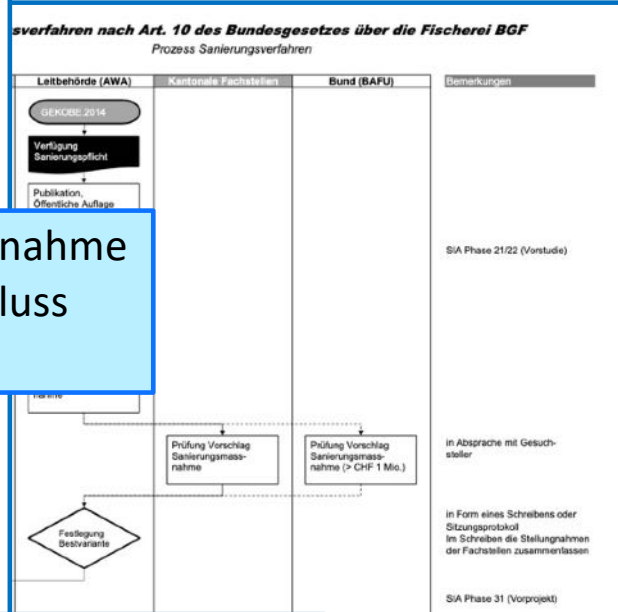 sverfahren nach Art. 10 des Bundesgesetzes über die Fischerei BGF
Prozess Sanierungsverfahren
Leitbehörde (AWA)
Kantonale Fachstellen
Bund (BAFU)
Bemerkungen
GEKOBE.2014
Verfügung
Sanierungspflicht
Publikation,
Öffentliche Auflage
nahme
luss
SIA Phase 21/22 (Vorstudie)
nahme
Prüfung Vorschlag
Sanierungsmass-
nahme
Prüfung Vorschlag
Sanierungsmass-
nahme (> CHF 1 Mio.)
in Absprache mit Gesuch-
steller
Festlegung
Bestvariante
in Form eines Schreibens oder
Sitzungsprotokoll
Im Schreiben die Stellungnahmen
der Fachstellen zusammenfassen
SIA Phase 31 (Vorprojekt)